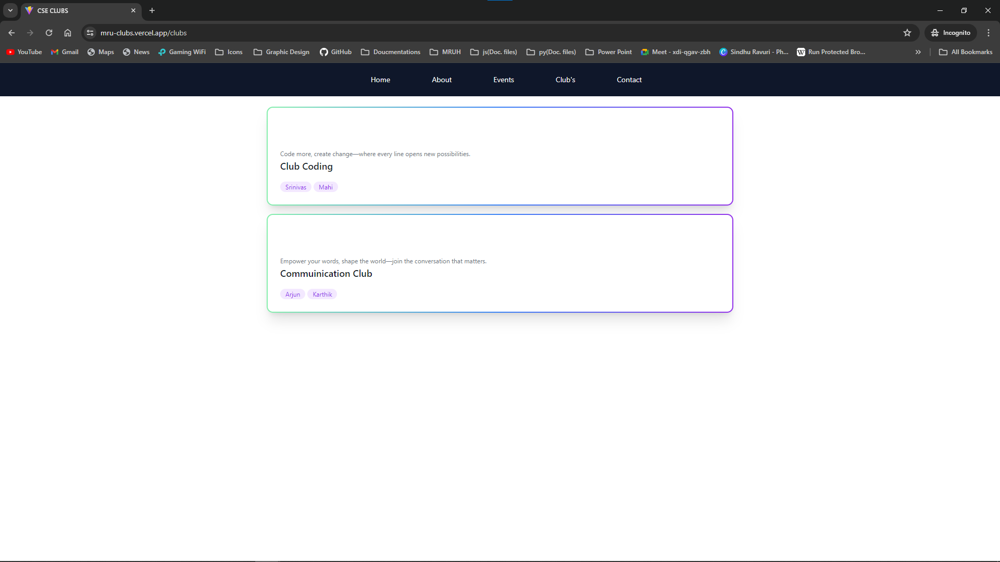 CSE CLUBS
mru-clubs.vercel.app/clubs
Incognito
YouTube Gmail Maps News Gaming WiFi Icons Graphic Design GitHub Doucmentations MRUH js(Doc. files) py(Doc. files) Power Point Meet - xdi-qgav-zbh Sindhu Ravuri - Ph... Run Protected Bro... All Bookmarks
Home About Events Club's Contact
Code more, create change—where every line opens new possibilities.
Club Coding
Srinivas Mahi
Empower your words, shape the world—join the conversation that matters.
Commuinication Club
Arjun Karthik